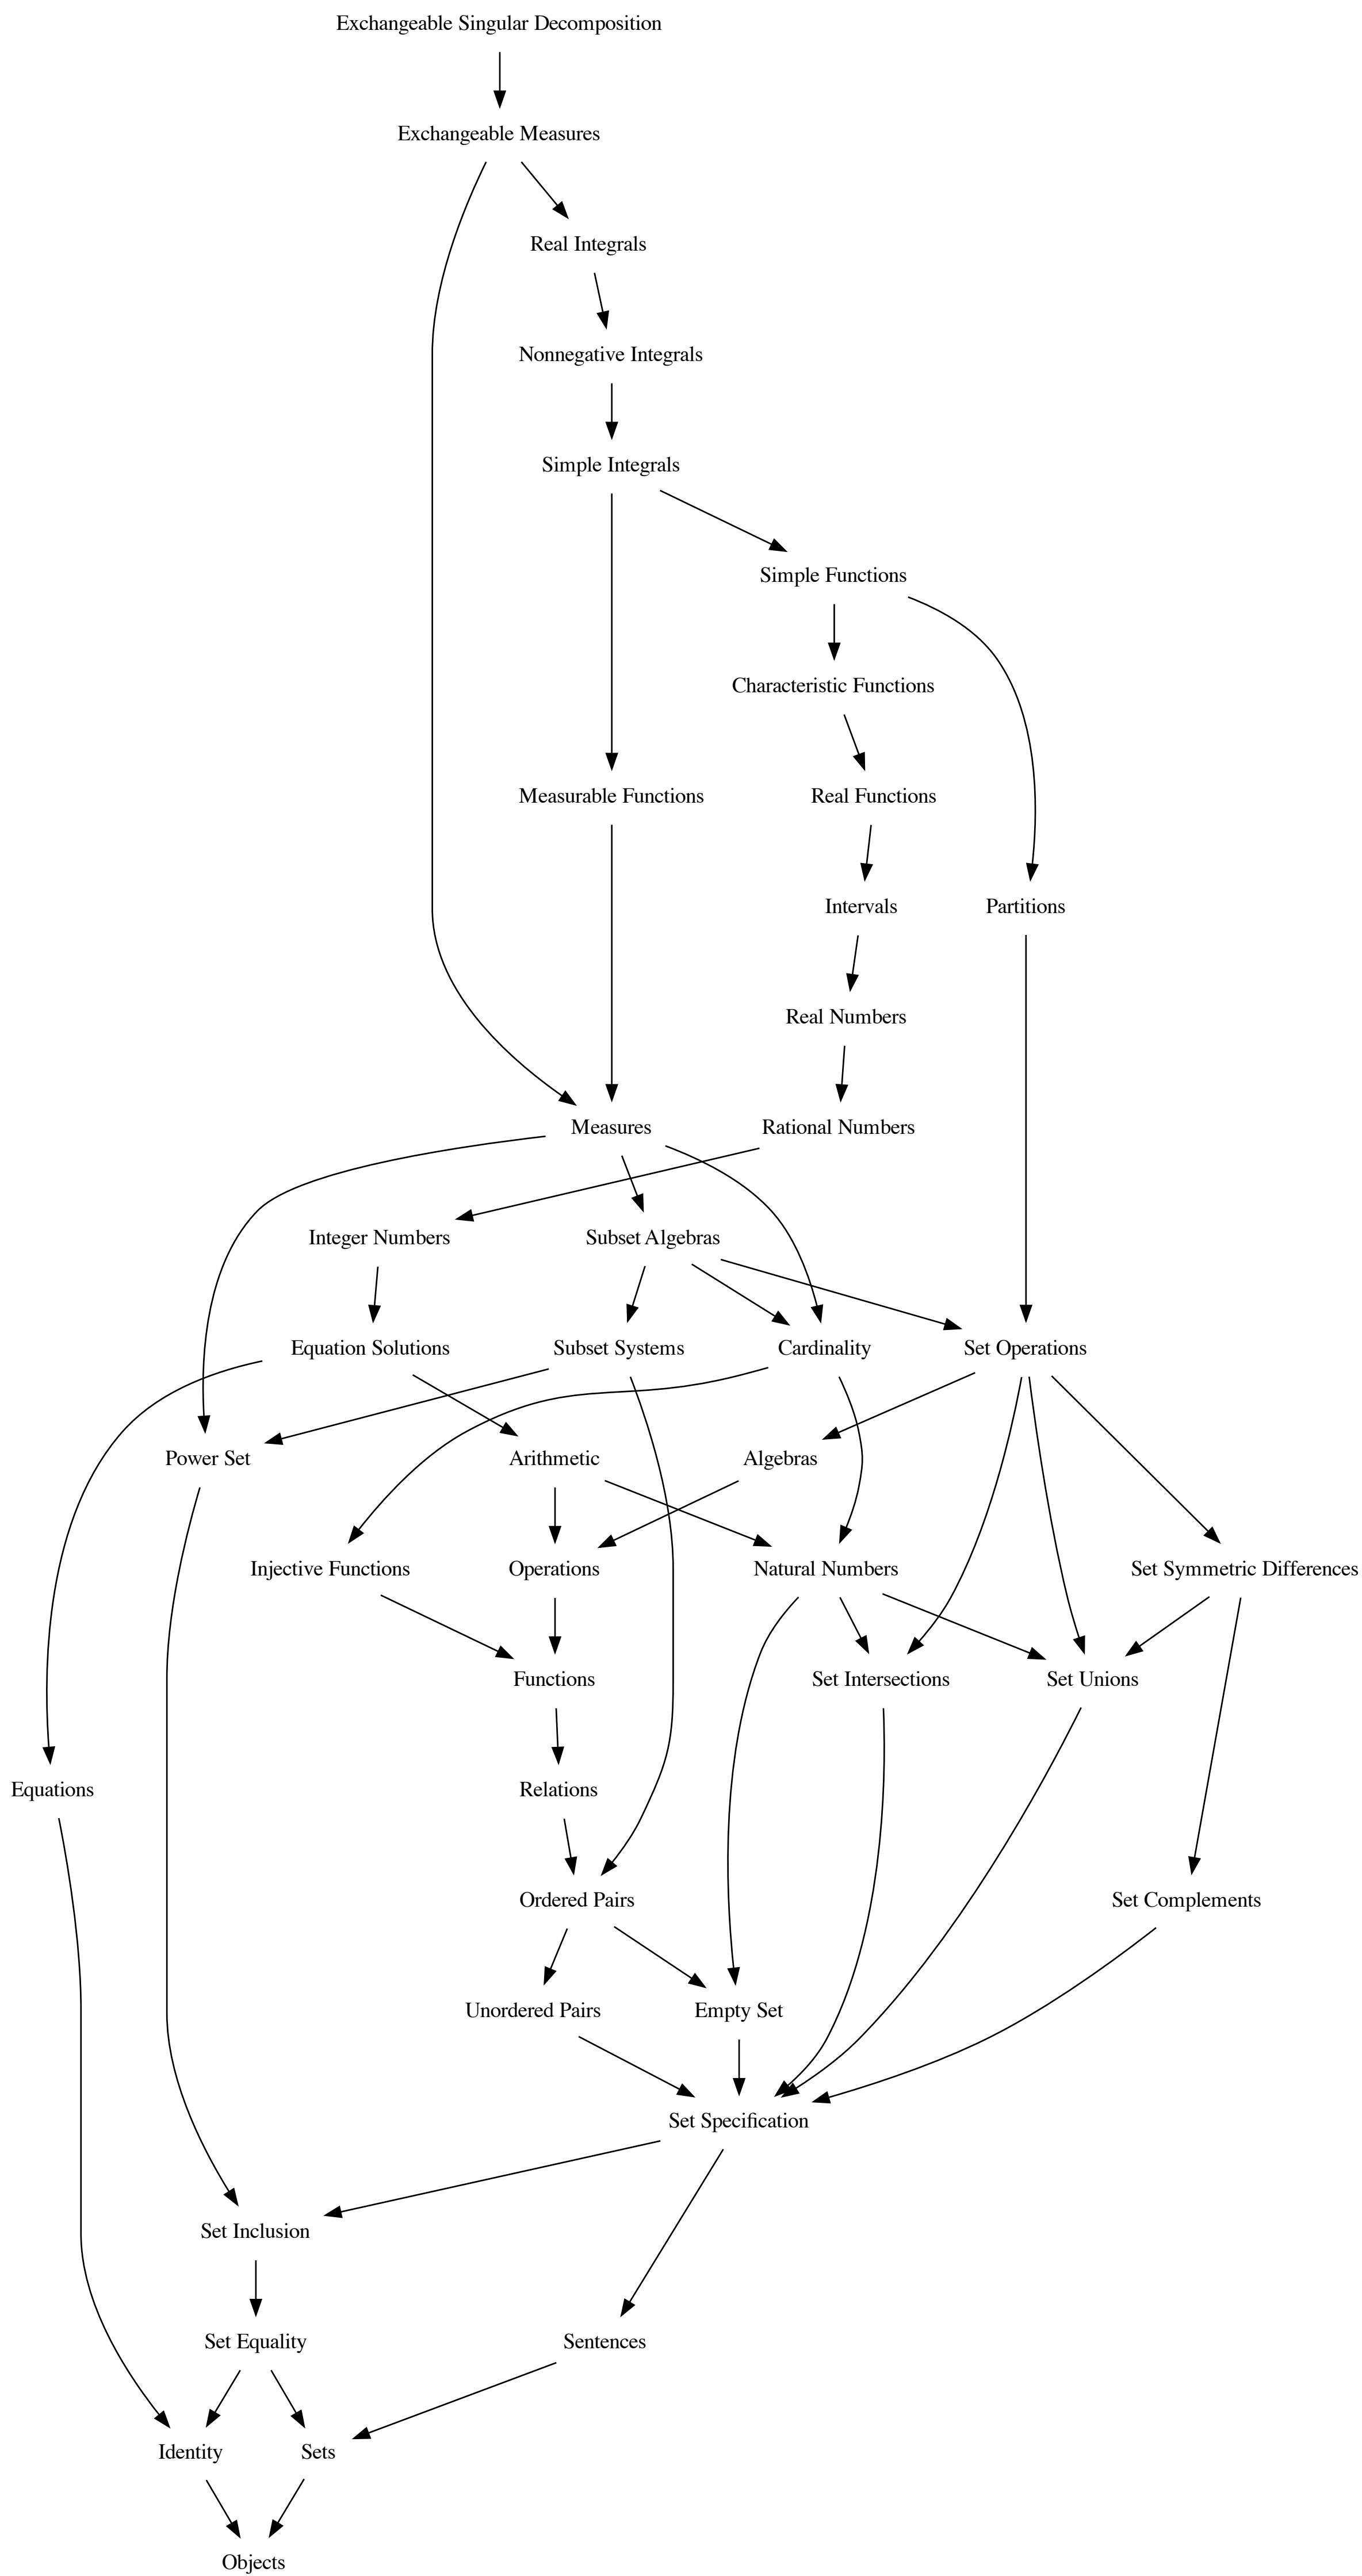 Exchangeable Singular Decomposition
Exchangeable Measures
Real Integrals
Nonnegative Integrals
Simple Integrals
Simple Functions
Characteristic Functions
Measurable Functions
Real Functions
Intervals
Partitions
Real Numbers
Measures
Rational Numbers
Integer Numbers
Subset Algebras
Equation Solutions
Subset Systems
Cardinality
Set Operations
Power Set
Arithmetic
Algebras
Injective Functions
Operations
Natural Numbers
Set Symmetric Differences
Functions
Set Intersections
Set Unions
Equations
Relations
Ordered Pairs
Set Complements
Unordered Pairs
Empty Set
Set Specification
Set Inclusion
Set Equality
Sentences
Identity
Sets
Objects